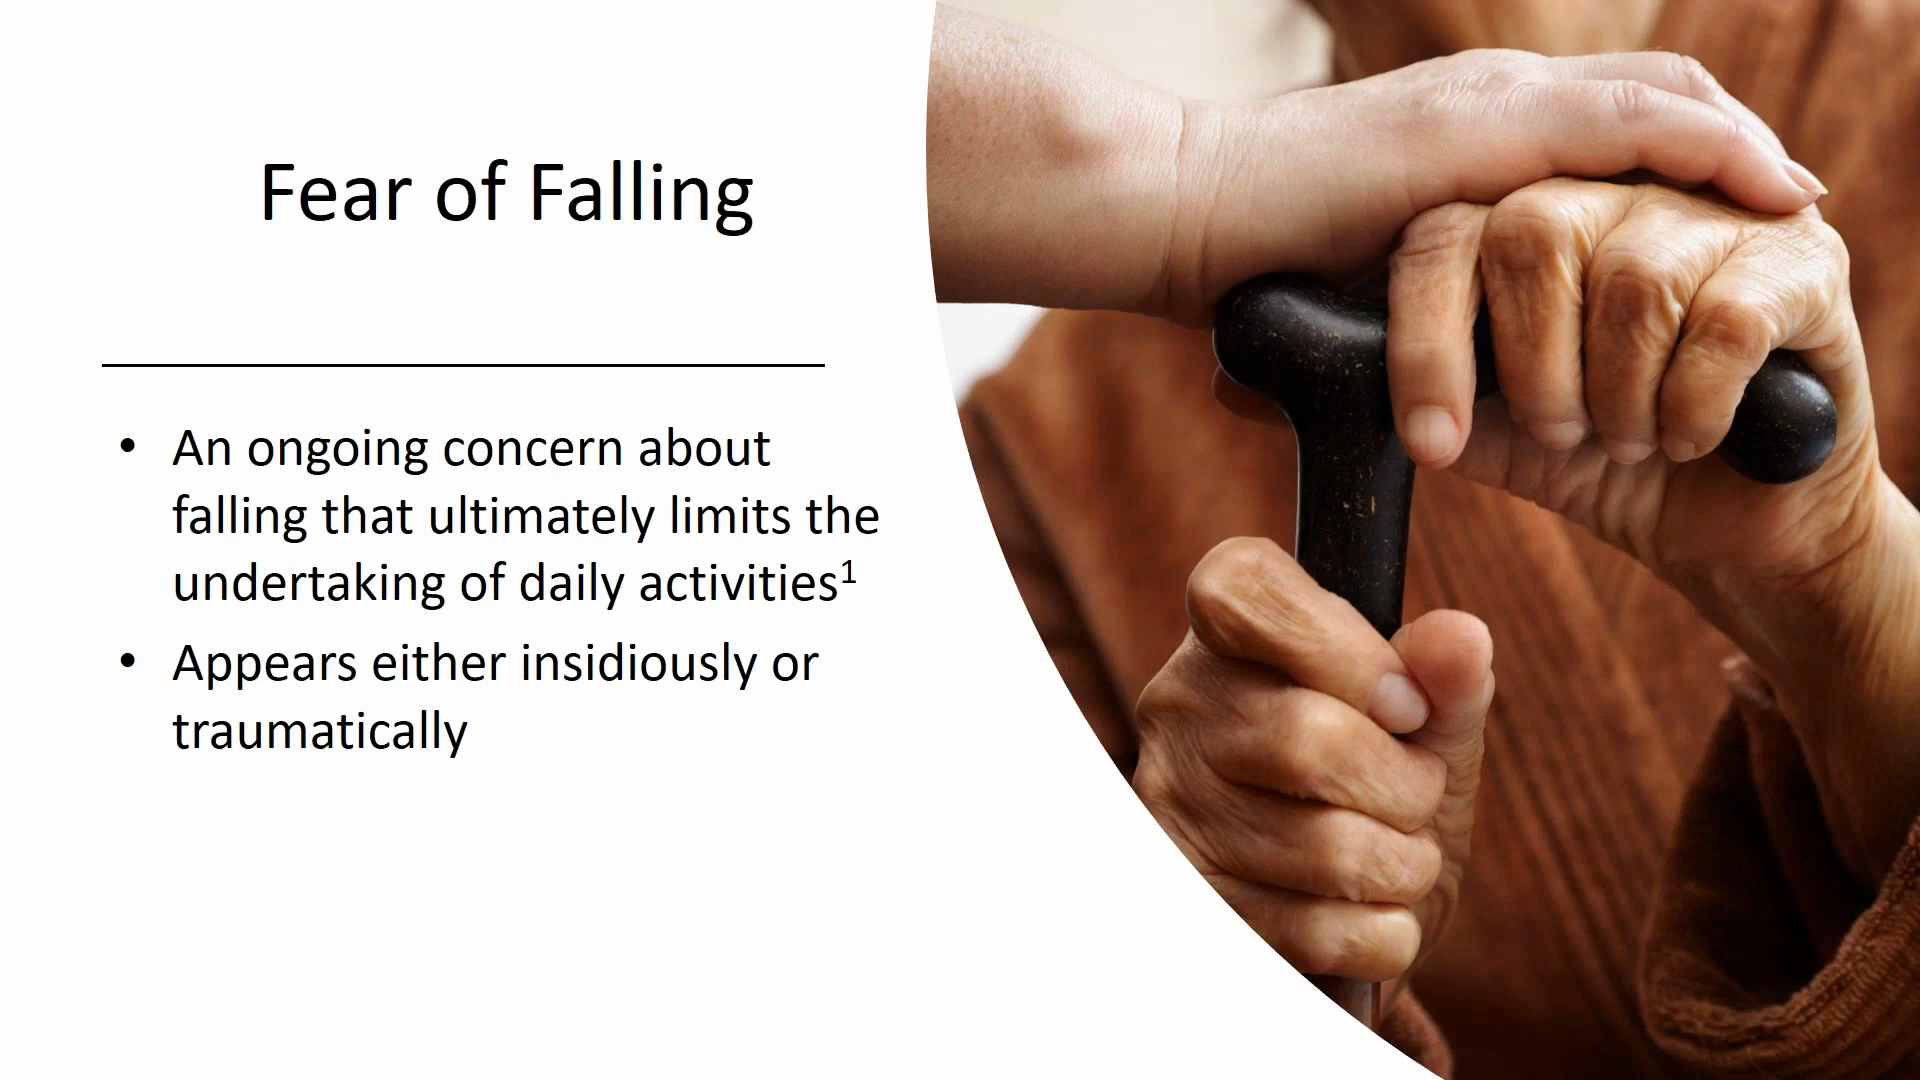 Fear of Falling
• An ongoing concern about
falling that ultimately limits the
undertaking of daily activities¹
• Appears either insidiously or
traumatically